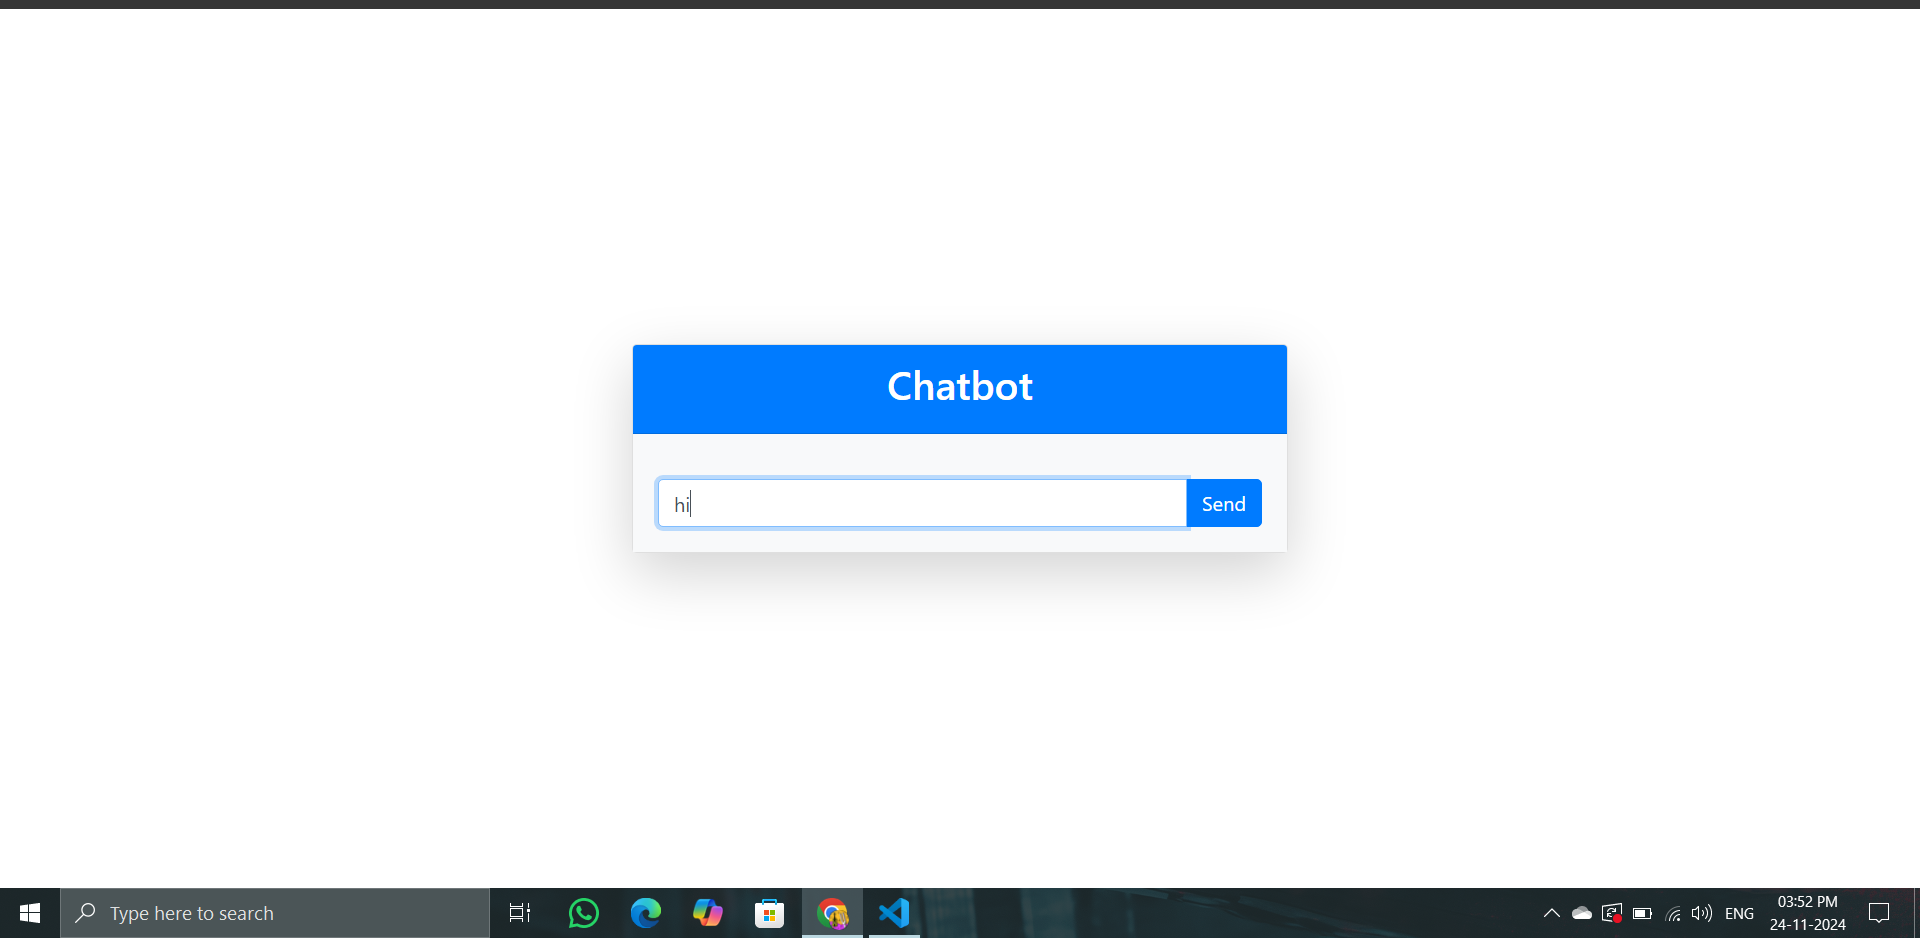 Chatbot
hi
Send
Type here to search
ENG
03:52 PM
24-11-2024